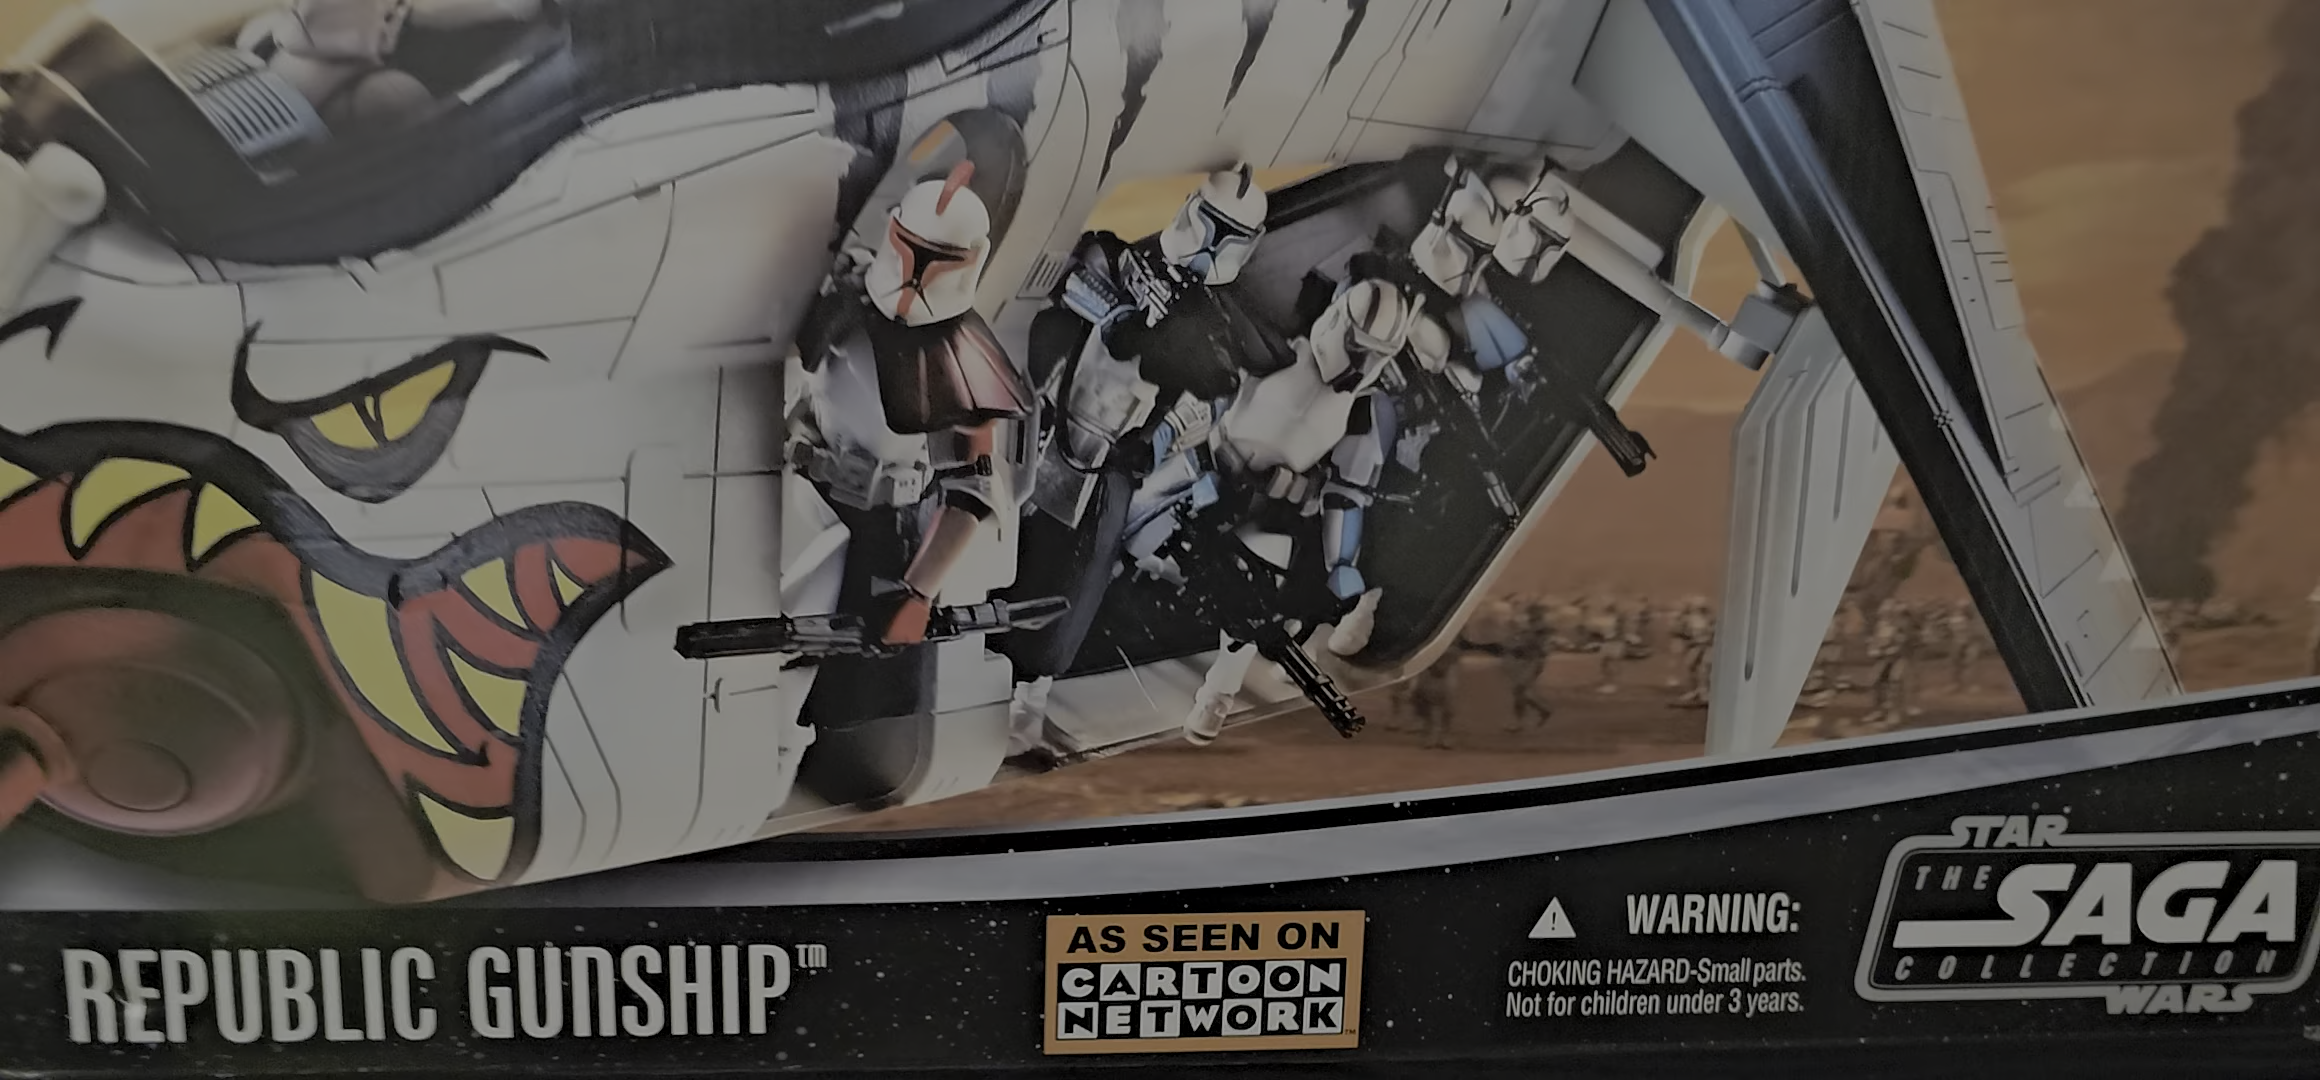 REPUBLIC GUNSHIP™
AS SEEN ON
CARTOON
NETWORK™
WARNING:
CHOKING HAZARD-Small parts.
Not for children under 3 years.
STAR
THE
SAGA
COLLECTION
WARS